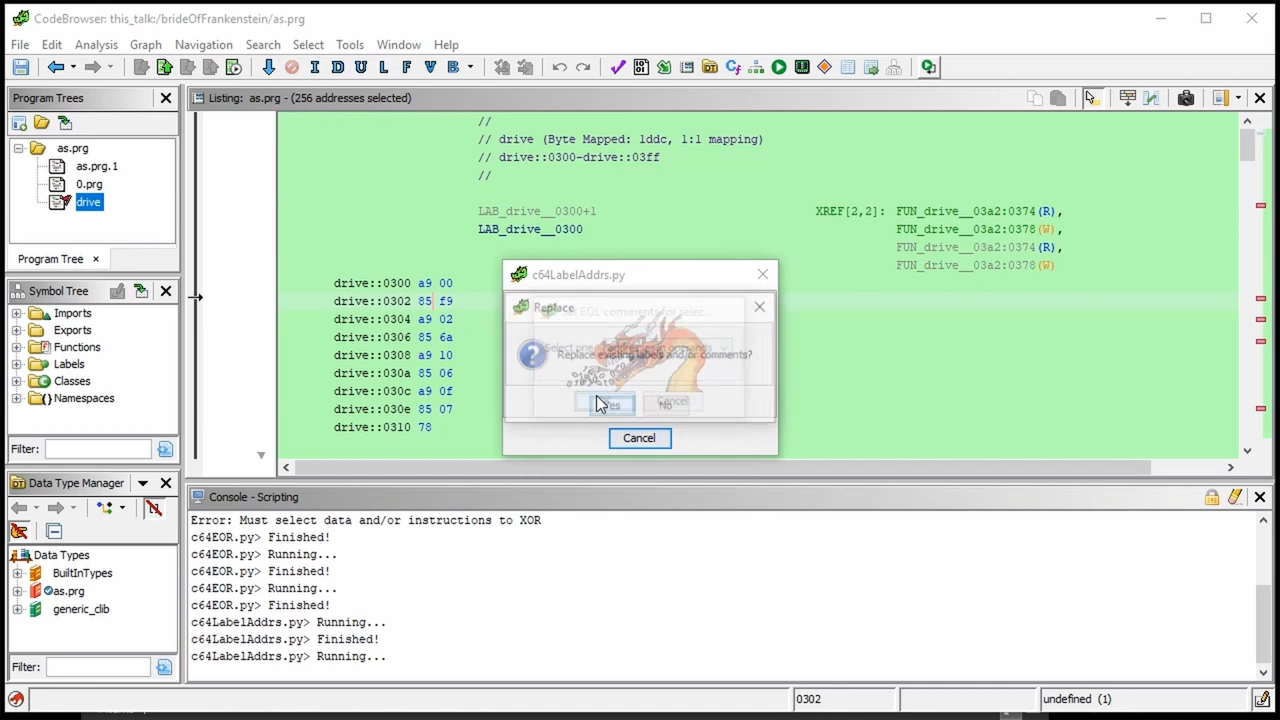 CodeBrowser: this_talk:/brideOfFrankenstein/as.prg
File Edit Analysis Graph Navigation Search Select Tools Window Help
I D U L F V B
Program Trees
Listing: as.prg - (256 addresses selected)
as.prg
as.prg.1
0.prg
drive
Program Tree
//
// drive (Byte Mapped: lddc, 1:1 mapping)
// drive::0300-drive::03ff
//
LAB_drive__0300+1 XREF[2,2]: FUN_drive__03a2:0374(R),
LAB_drive__0300 FUN_drive__03a2:0378(W),
FUN_drive__03a2:0374(R),
FUN_drive__03a2:0378(W)
drive::0300 a9 00
drive::0302 85 f9
drive::0304 a9 02
drive::0306 85 6a
drive::0308 a9 10
drive::030a 85 06
drive::030c a9 0f
drive::030e 85 07
drive::0310 78
c64LabelAddrs.py
Replace
Replace existing labels and/or comments?
Yes
No
Cancel
Cancel
Symbol Tree
Imports
Exports
Functions
Labels
Classes
Namespaces
Filter:
Data Type Manager
Data Types
BuiltInTypes
as.prg
generic_clib
Filter:
Console - Scripting
Error: Must select data and/or instructions to XOR
c64EOR.py> Finished!
c64EOR.py> Running...
c64EOR.py> Finished!
c64EOR.py> Running...
c64EOR.py> Finished!
c64LabelAddrs.py> Running...
c64LabelAddrs.py> Finished!
c64LabelAddrs.py> Running...
0302
undefined (1)